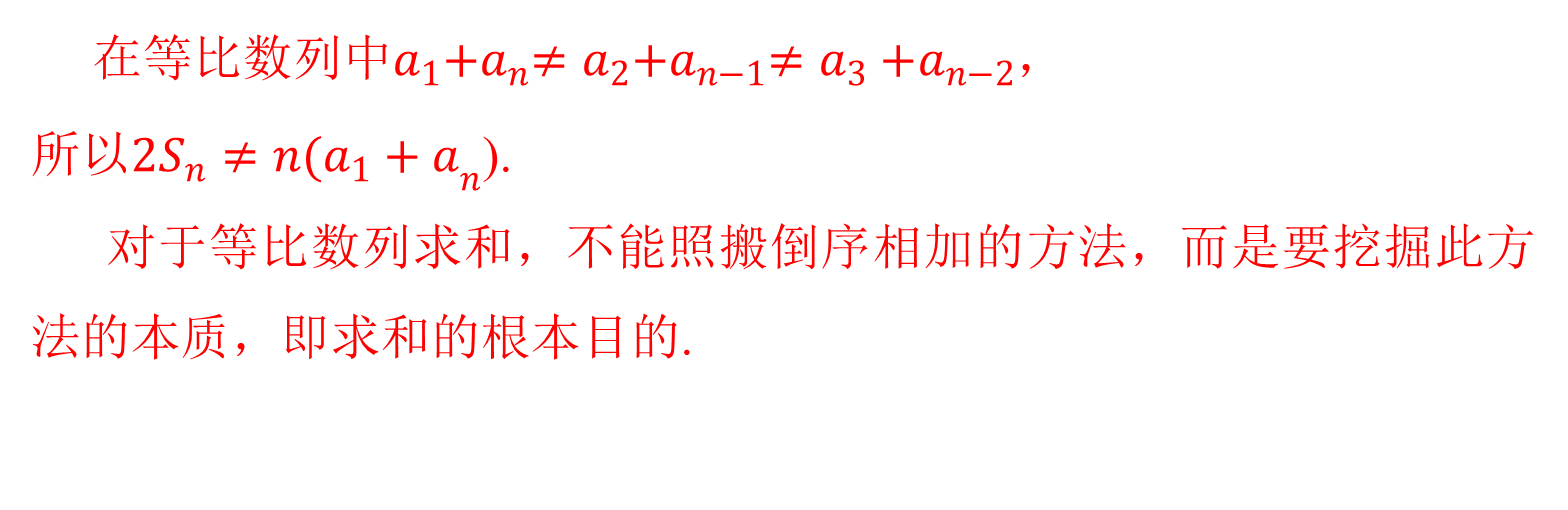 在等比数列中a₁+aₙ≠ a₂+aₙ₋₁≠ a₃ +aₙ₋₂，
所以2Sₙ ≠ n(a₁ + aₙ).
对于等比数列求和，不能照搬倒序相加的方法，而是要挖掘此方
法的本质，即求和的根本目的.